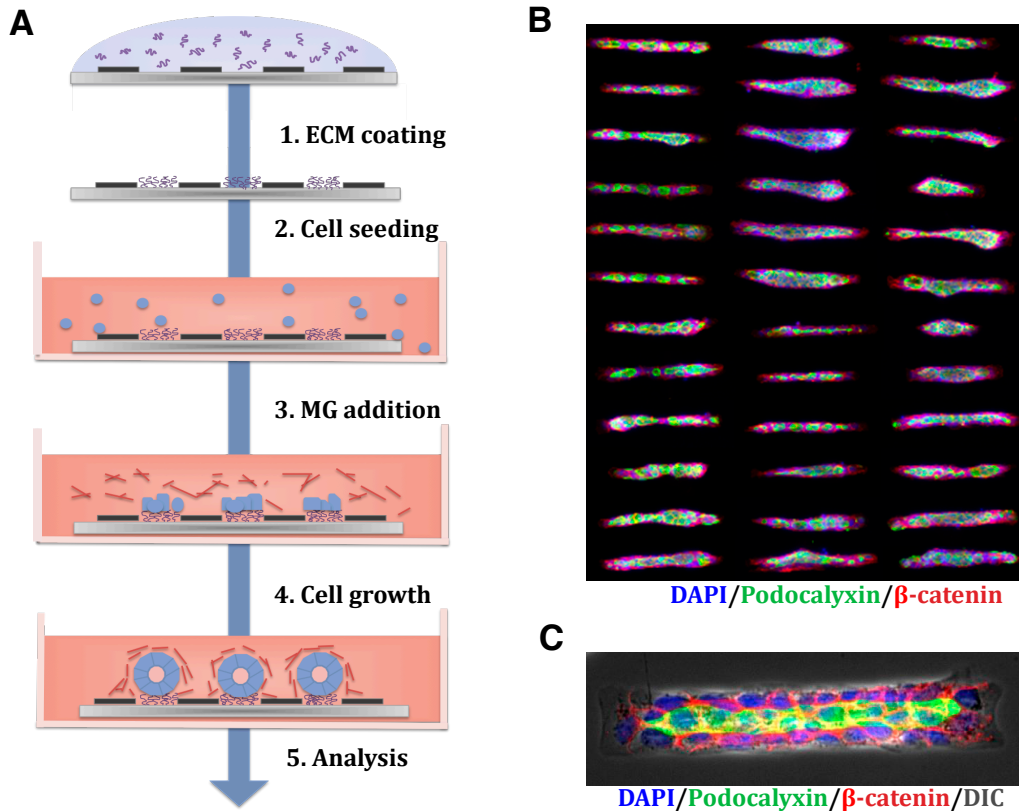 A
1. ECM coating
2. Cell seeding
3. MG addition
4. Cell growth
5. Analysis
B
DAPI/Podocalyxin/β-catenin
C
DAPI/Podocalyxin/β-catenin/DIC